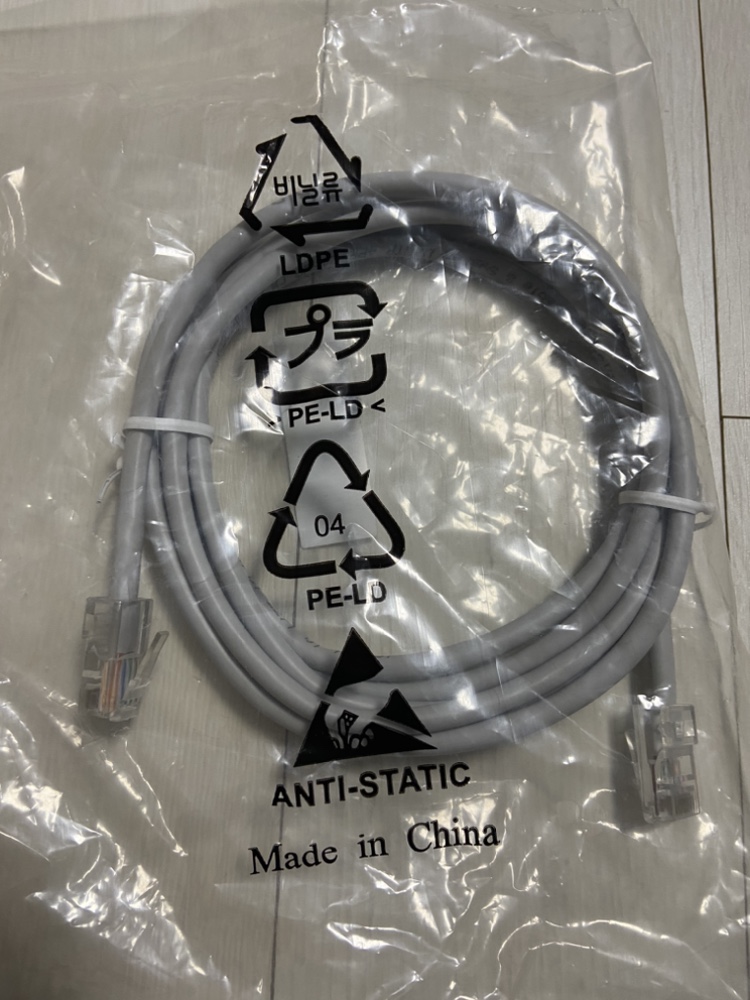 비닐류
LDPE
プラ
PE-LD <
04
PE-LD
ANTI-STATIC
Made in China